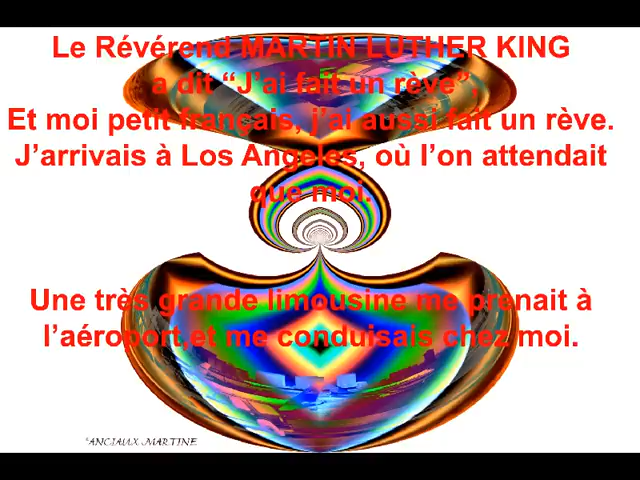 Le Révérend MARTIN LUTHER KING
a dit “J’ai fait un rève”,
Et moi petit français, j’ai aussi fait un rève.
J’arrivais à Los Angeles, où l’on attendait
que moi.
Une très grande limousine me prenait à
l’aéroport,et me conduisais chez moi.
©ANCIAUX MARTINE